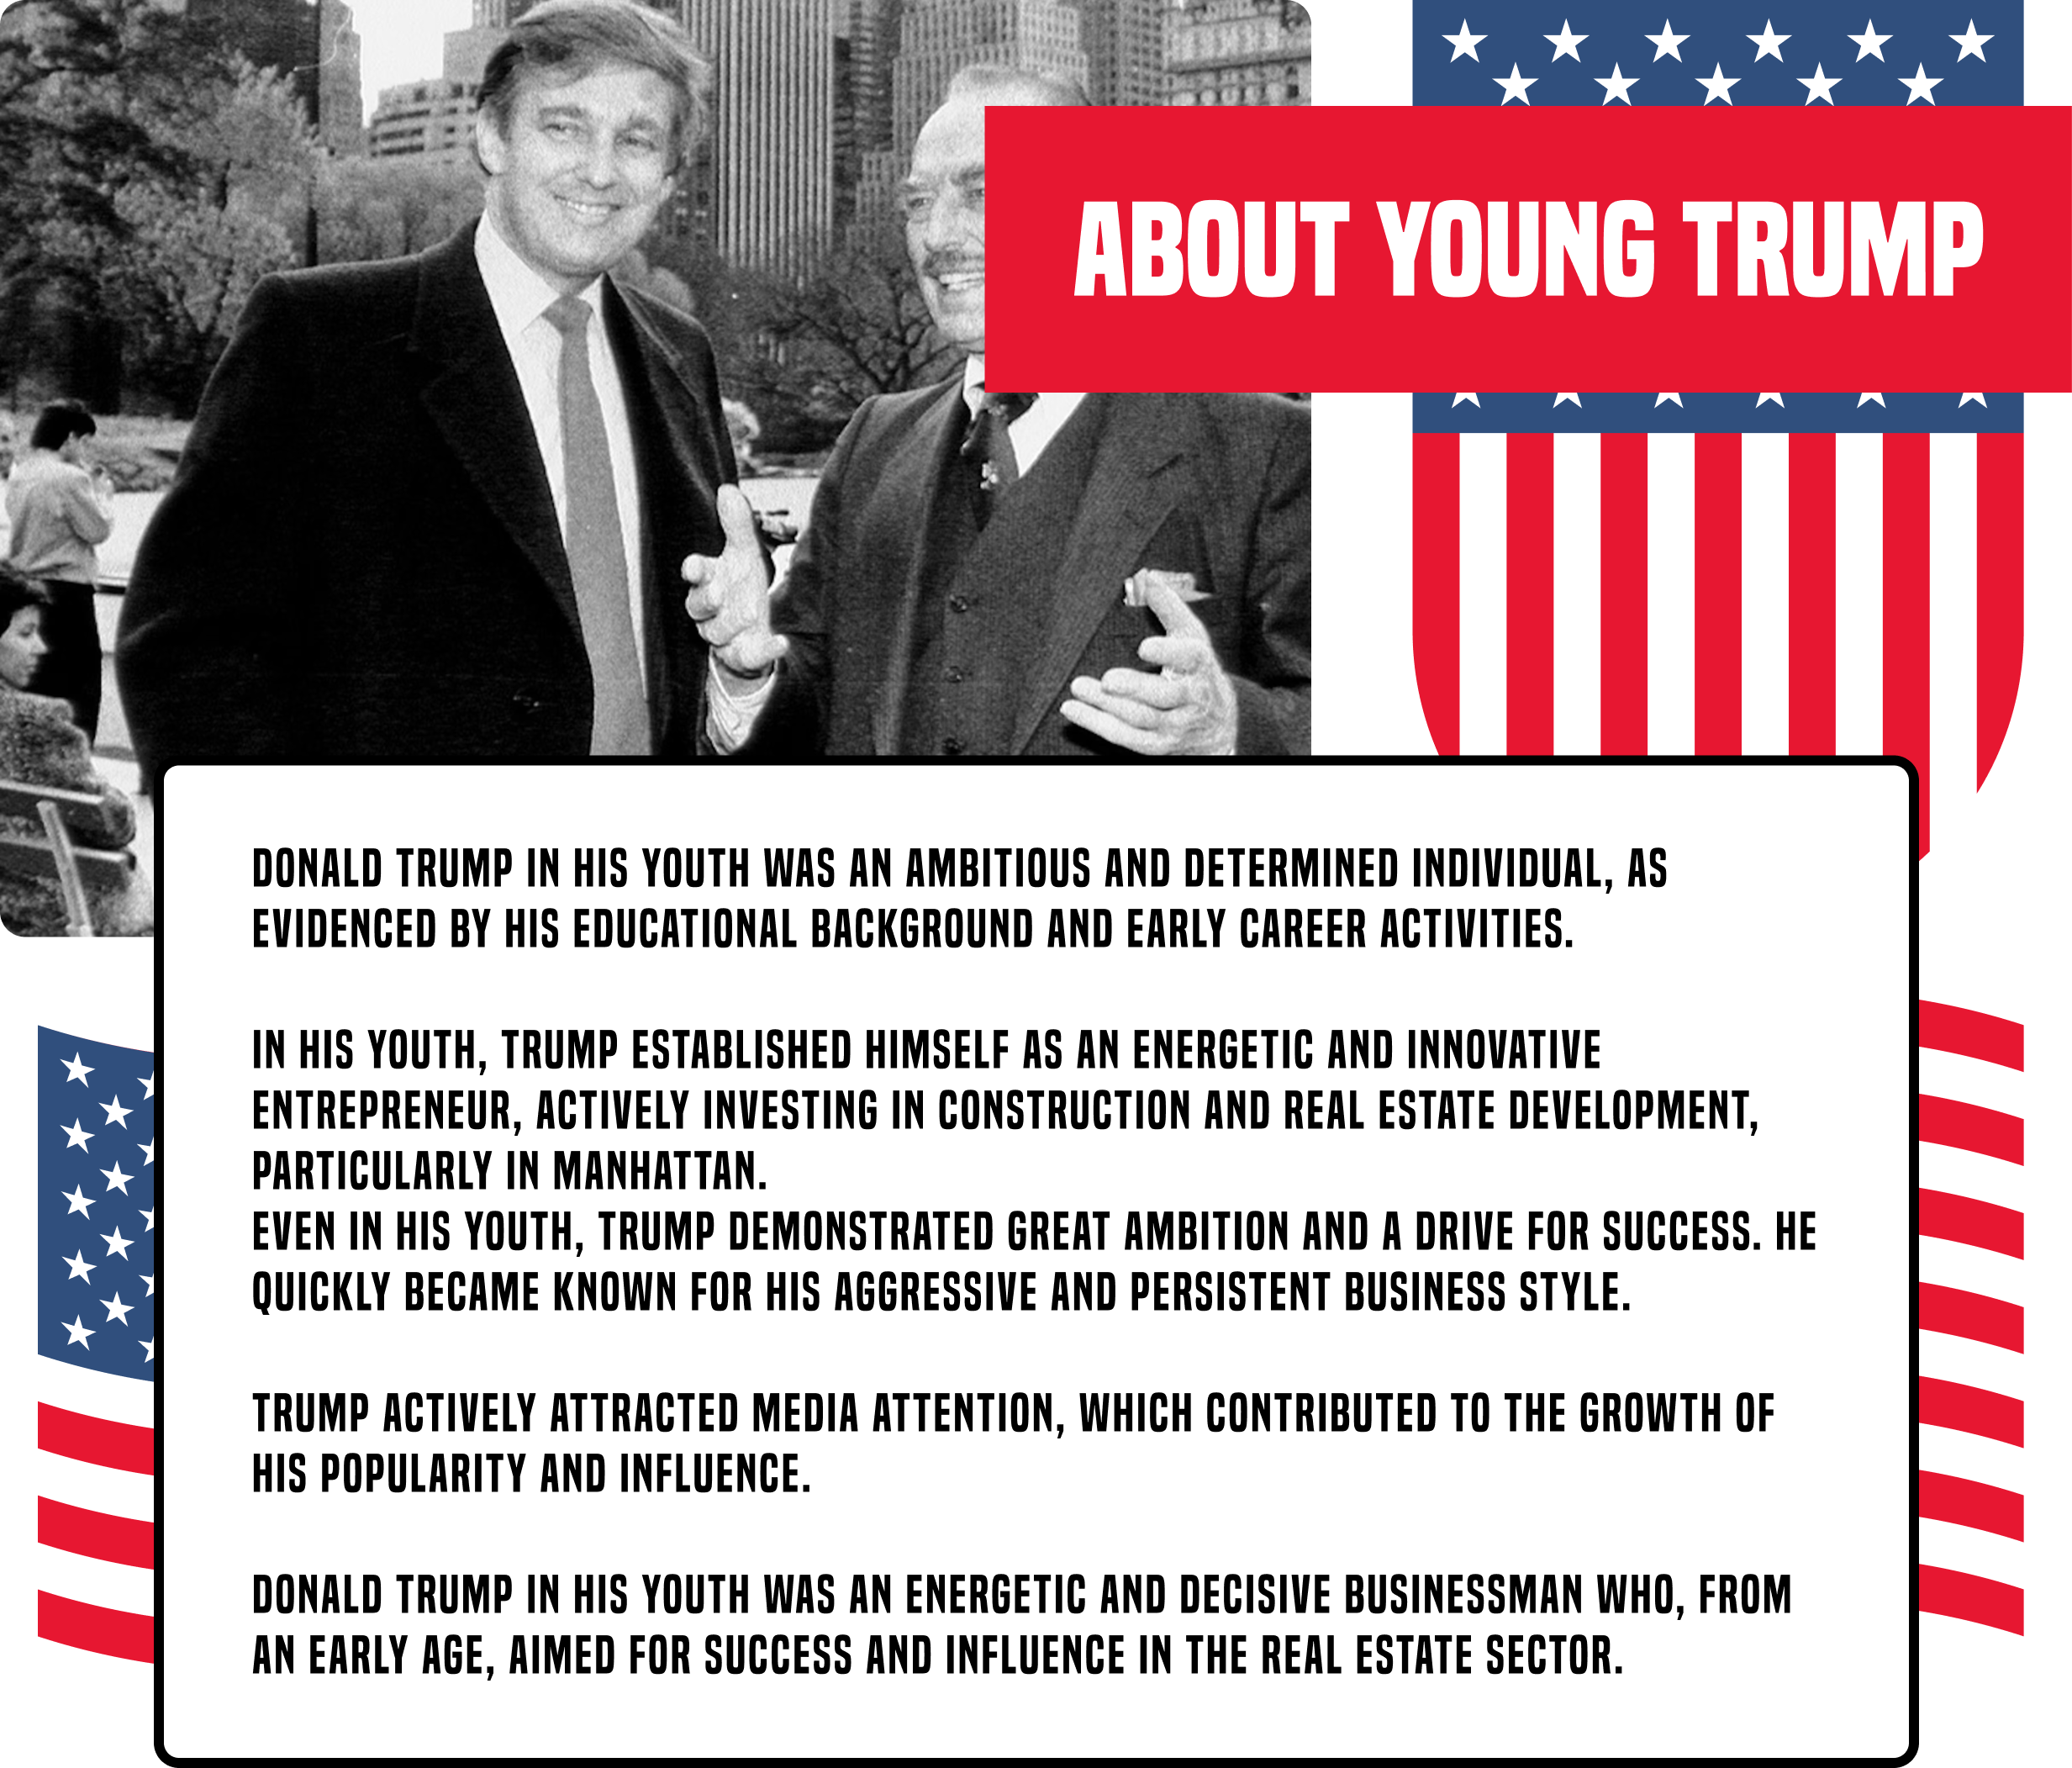 ABOUT YOUNG TRUMP
DONALD TRUMP IN HIS YOUTH WAS AN AMBITIOUS AND DETERMINED INDIVIDUAL, AS
EVIDENCED BY HIS EDUCATIONAL BACKGROUND AND EARLY CAREER ACTIVITIES.
IN HIS YOUTH, TRUMP ESTABLISHED HIMSELF AS AN ENERGETIC AND INNOVATIVE
ENTREPRENEUR, ACTIVELY INVESTING IN CONSTRUCTION AND REAL ESTATE DEVELOPMENT,
PARTICULARLY IN MANHATTAN.
EVEN IN HIS YOUTH, TRUMP DEMONSTRATED GREAT AMBITION AND A DRIVE FOR SUCCESS. HE
QUICKLY BECAME KNOWN FOR HIS AGGRESSIVE AND PERSISTENT BUSINESS STYLE.
TRUMP ACTIVELY ATTRACTED MEDIA ATTENTION, WHICH CONTRIBUTED TO THE GROWTH OF
HIS POPULARITY AND INFLUENCE.
DONALD TRUMP IN HIS YOUTH WAS AN ENERGETIC AND DECISIVE BUSINESSMAN WHO, FROM
AN EARLY AGE, AIMED FOR SUCCESS AND INFLUENCE IN THE REAL ESTATE SECTOR.